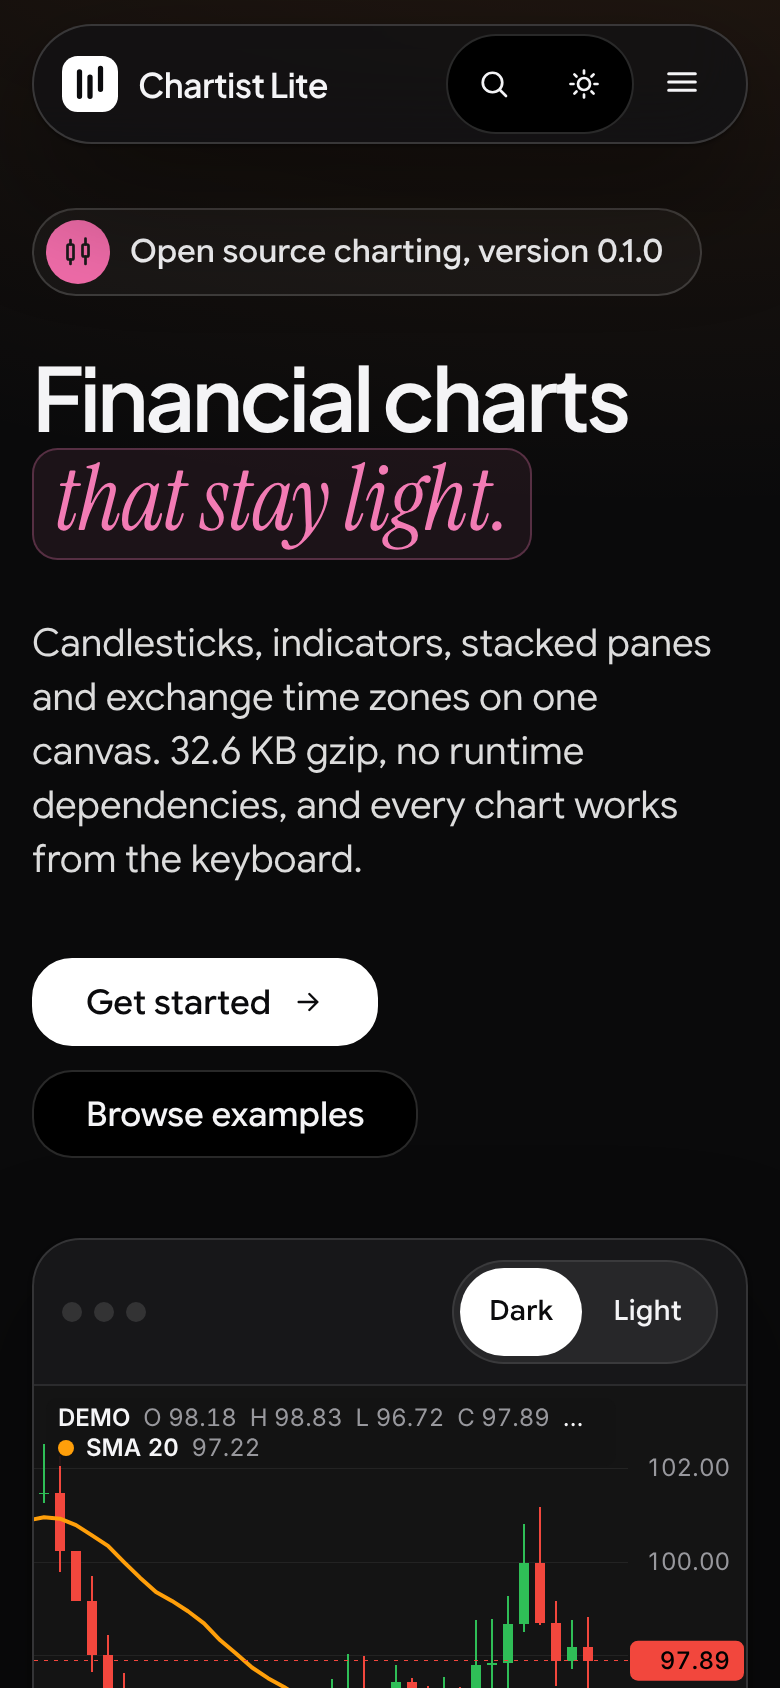 Chartist Lite
Open source charting, version 0.1.0
Financial charts
that stay light.
Candlesticks, indicators, stacked panes
and exchange time zones on one
canvas. 32.6 KB gzip, no runtime
dependencies, and every chart works
from the keyboard.
Get started →
Browse examples
Dark Light
DEMO O 98.18 H 98.83 L 96.72 C 97.89 ...
SMA 20 97.22
102.00
100.00
97.89